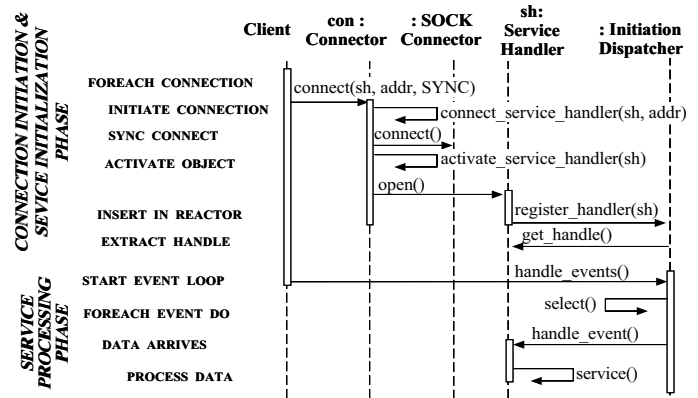 Client
con :
Connector
: SOCK
Connector
sh:
Service
Handler
: Initiation
Dispatcher
CONNECTION INITIATION &
SEVICE INITIALIZATION
PHASE
FOREACH CONNECTION
connect(sh, addr, SYNC)
INITIATE CONNECTION
connect_service_handler(sh, addr)
SYNC CONNECT
connect()
ACTIVATE OBJECT
activate_service_handler(sh)
open()
INSERT IN REACTOR
register_handler(sh)
EXTRACT HANDLE
get_handle()
SERVICE
PROCESSING
PHASE
START EVENT LOOP
handle_events()
FOREACH EVENT DO
select()
DATA ARRIVES
handle_event()
PROCESS DATA
service()